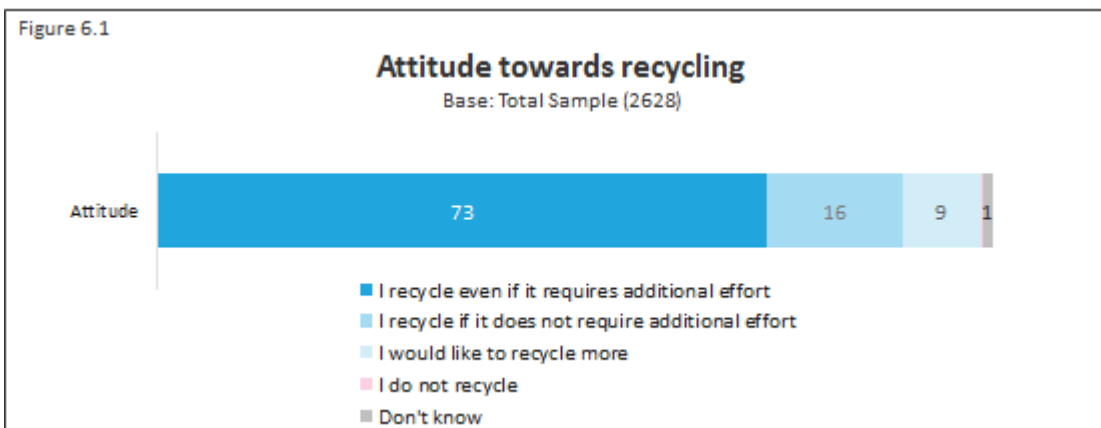 Figure 6.1
Attitude towards recycling
Base: Total Sample (2628)
Attitude
73
16
9
1
I recycle even if it requires additional effort
I recycle if it does not require additional effort
I would like to recycle more
I do not recycle
Don't know